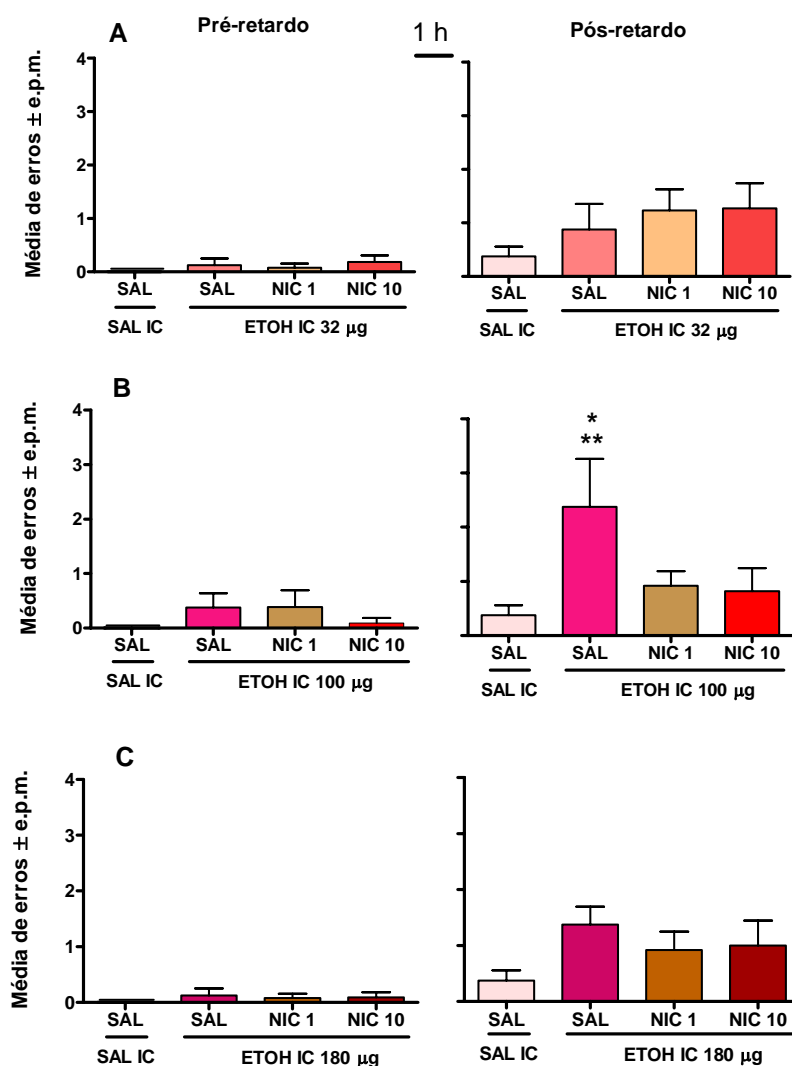 A
Pré-retardo
1 h
Pós-retardo
Média de erros ± e.p.m.
4
3
2
1
0
SAL SAL NIC 1 NIC 10
SAL IC ETOH IC 32 µg
SAL SAL NIC 1 NIC 10
SAL IC ETOH IC 32 µg
B
Média de erros ± e.p.m.
4
3
2
1
0
SAL SAL NIC 1 NIC 10
SAL IC ETOH IC 100 µg
*
**
SAL SAL NIC 1 NIC 10
SAL IC ETOH IC 100 µg
C
Média de erros ± e.p.m.
4
3
2
1
0
SAL SAL NIC 1 NIC 10
SAL IC ETOH IC 180 µg
SAL SAL NIC 1 NIC 10
SAL IC ETOH IC 180 µg